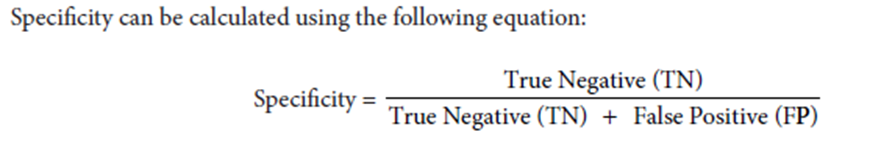 Specificity can be calculated using the following equation:
Specificity =
True Negative (TN)
True Negative (TN) + False Positive (FP)